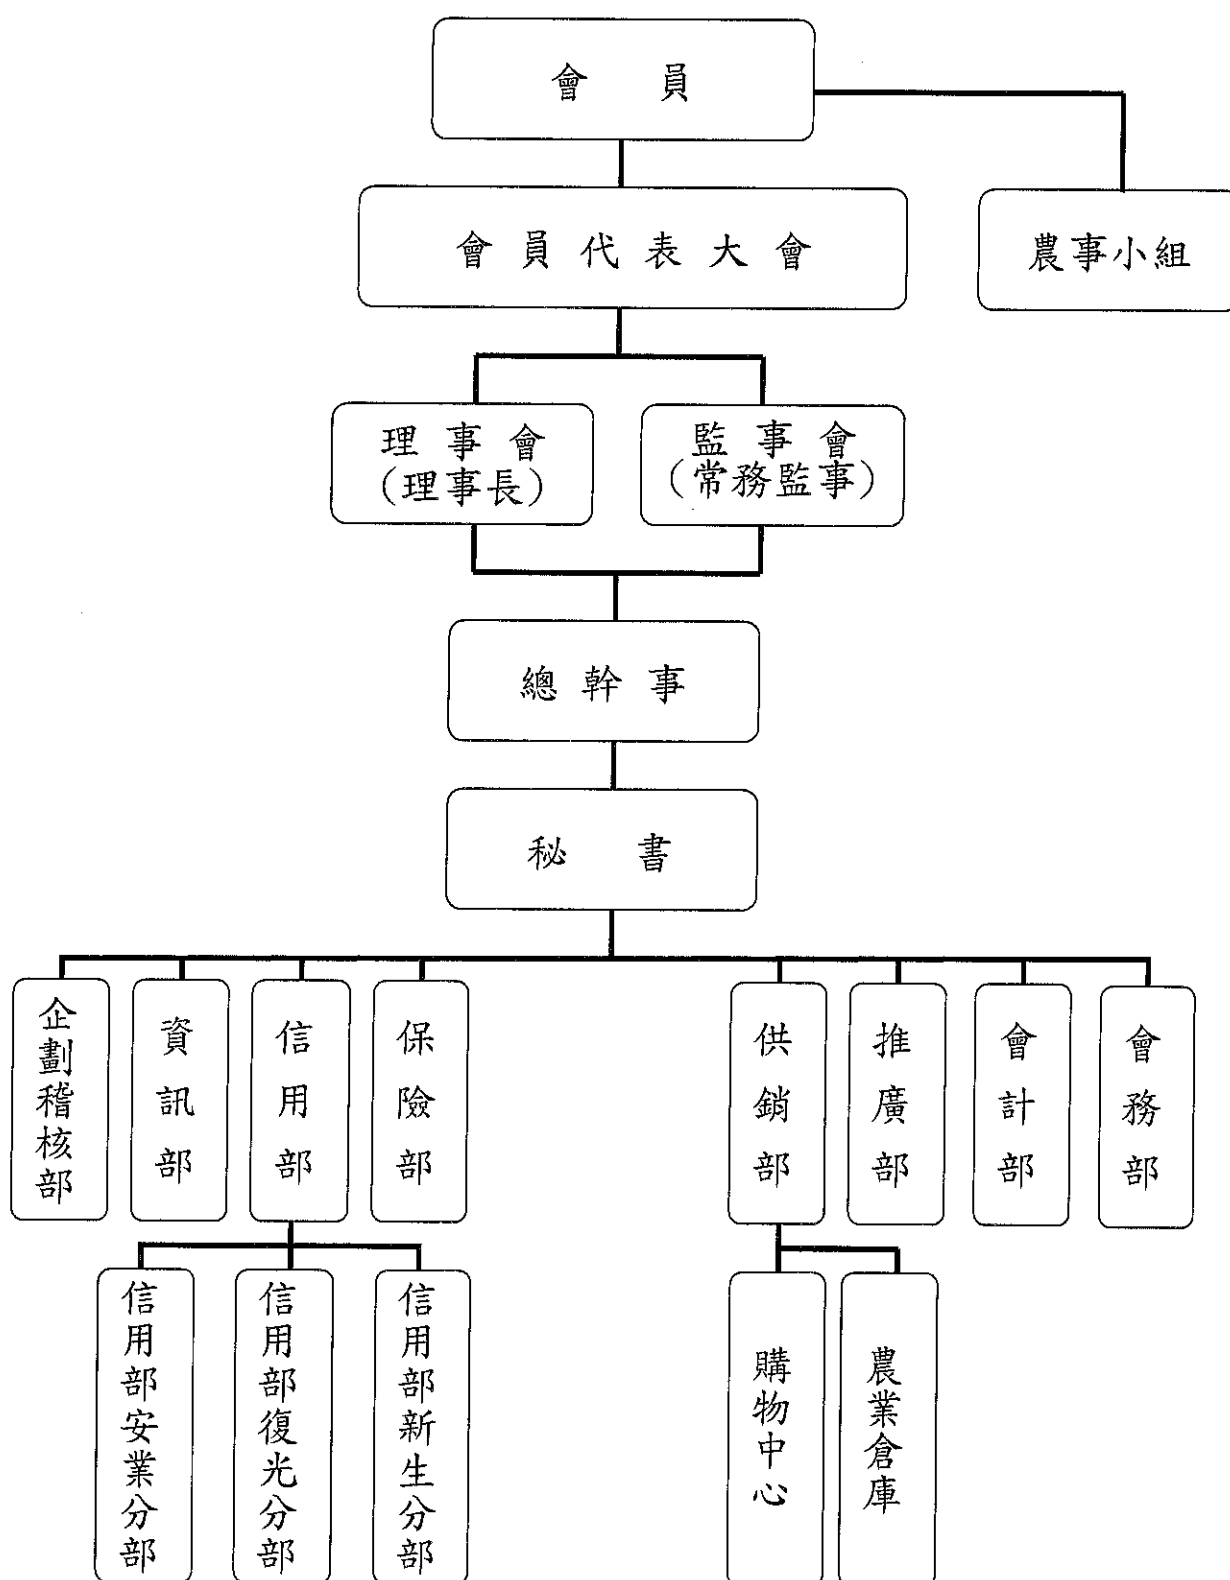 會員
會員代表大會
農事小組
理事會
（理事長）
監事會
（常務監事）
總幹事
秘書
企劃稽核部
資訊部
信用部
保險部
供銷部
推廣部
會計部
會務部
信用部安業分部
信用部復光分部
信用部新生分部
購物中心
農業倉庫